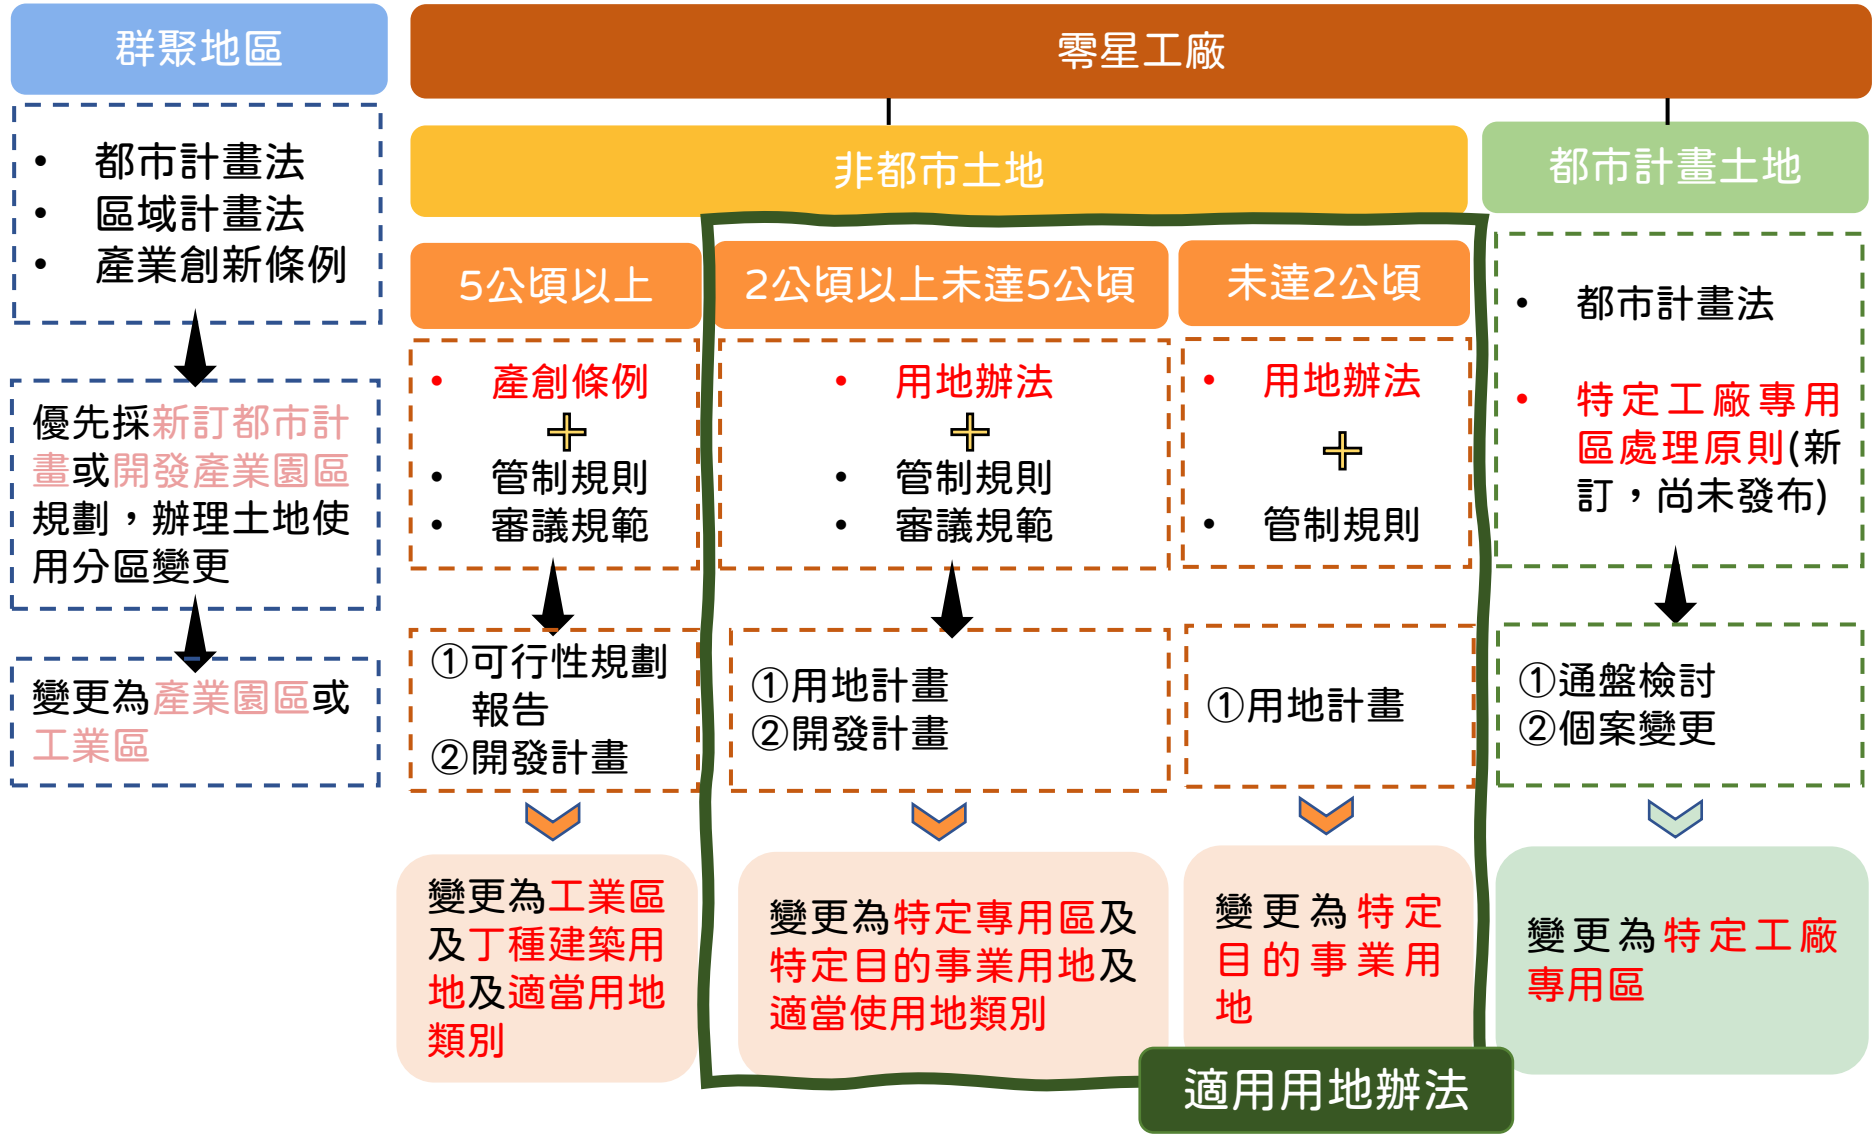 群聚地區
• 都市計畫法
• 區域計畫法
• 產業創新條例
優先採新訂都市計
畫或開發產業園區
規劃，辦理土地使
用分區變更
變更為產業園區或
工業區
零星工廠
非都市土地
5公頃以上
• 產創條例
+
• 管制規則
• 審議規範
①可行性規劃
報告
②開發計畫
變更為工業區
及丁種建築用
地及適當用地
類別
2公頃以上未達5公頃
• 用地辦法
+
• 管制規則
• 審議規範
①用地計畫
②開發計畫
變更為特定專用區及
特定目的事業用地及
適當使用地類別
未達2公頃
• 用地辦法
+
• 管制規則
①用地計畫
變更為特定
目的事業用
地
適用用地辦法
都市計畫土地
• 都市計畫法
• 特定工廠專用
區處理原則(新
訂，尚未發布)
①通盤檢討
②個案變更
變更為特定工廠
專用區